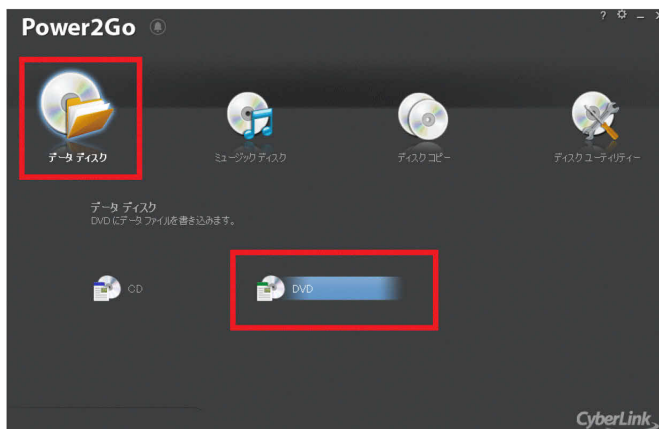 Power2Go
? _ X
データ ディスク
ミュージック ディスク
ディスク コピー
ディスク ユーティリティー
データ ディスク
DVD にデータ ファイルを書き込みます。
CD
DVD
CyberLink